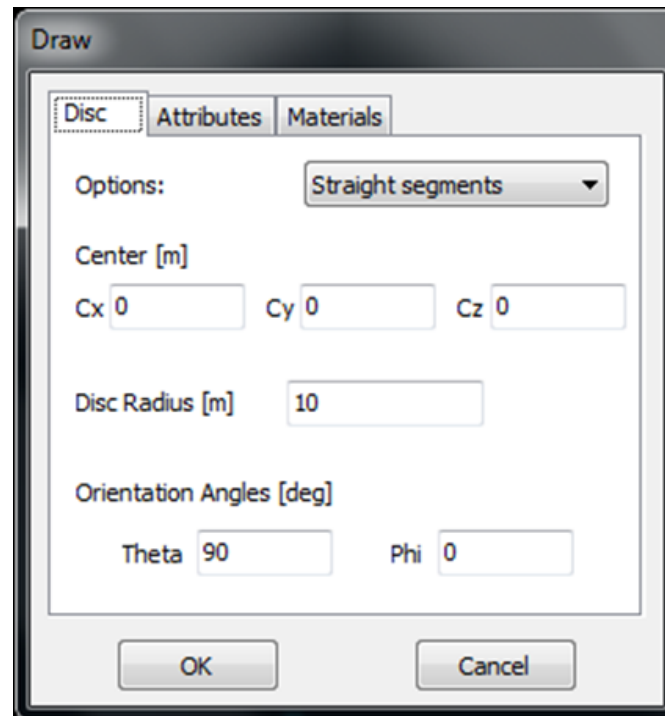 Draw
Disc Attributes Materials
Options: Straight segments
Center [m]
Cx 0 Cy 0 Cz 0
Disc Radius [m] 10
Orientation Angles [deg]
Theta 90 Phi 0
OK Cancel